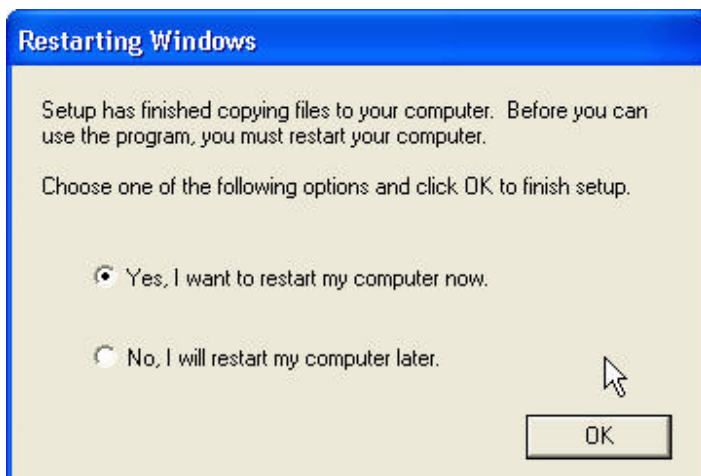 Restarting Windows
Setup has finished copying files to your computer. Before you can
use the program, you must restart your computer.
Choose one of the following options and click OK to finish setup.
Yes, I want to restart my computer now.
No, I will restart my computer later.
OK